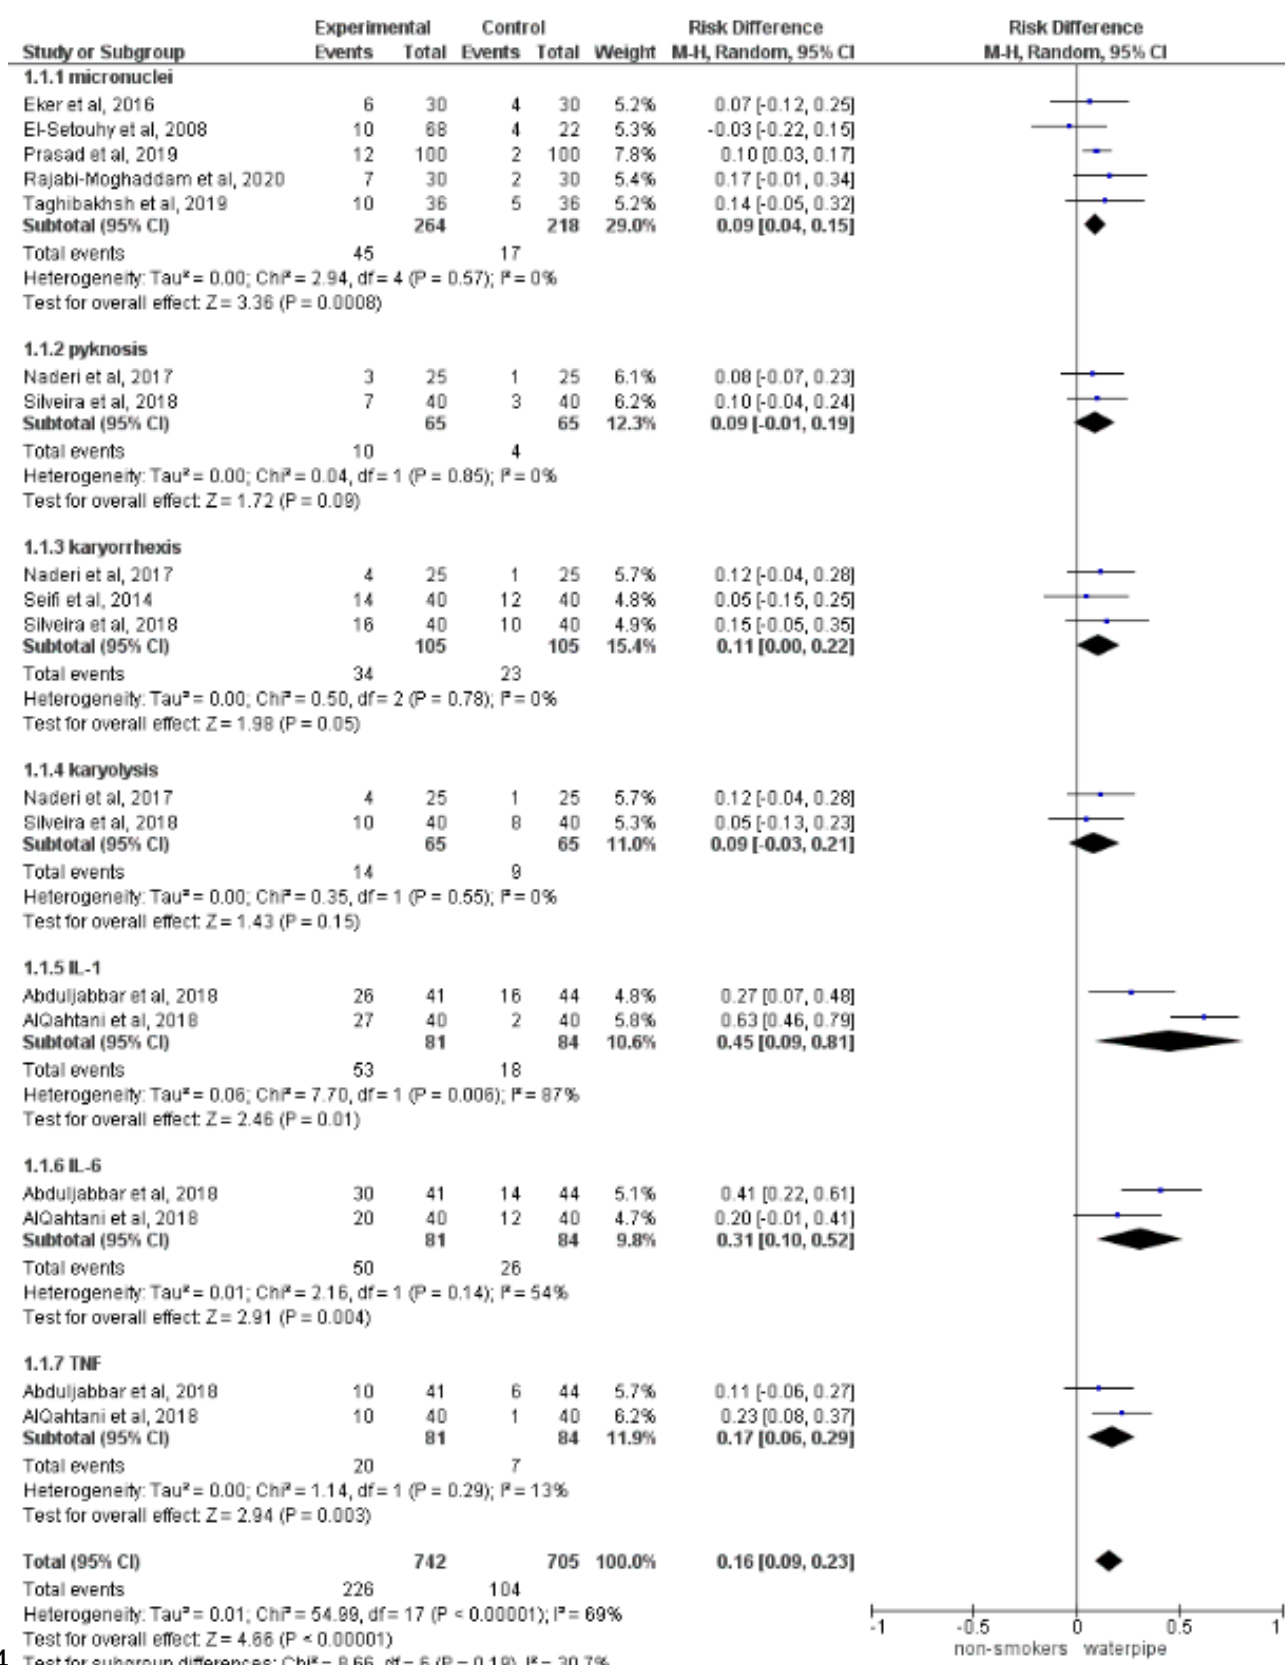 Experimental Control Risk Difference Risk Difference
Study or Subgroup Events Total Events Total Weight M-H, Random, 95% CI M-H, Random, 95% CI
1.1.1 micronuclei
Eker et al, 2016 6 30 4 30 5.2% 0.07 [-0.12, 0.25]
El-Setouhy et al, 2008 10 68 4 22 5.3% -0.03 [-0.22, 0.15]
Prasad et al, 2019 12 100 2 100 7.8% 0.10 [0.03, 0.17]
Rajabi-Moghaddam et al, 2020 7 30 2 30 5.4% 0.17 [-0.01, 0.34]
Taghibakhsh et al, 2019 10 36 5 36 5.2% 0.14 [-0.05, 0.32]
Subtotal (95% CI) 264 218 29.0% 0.09 [0.04, 0.15]
Total events 45 17
Heterogeneity: Tau² = 0.00; Chi² = 2.94, df = 4 (P = 0.57); I² = 0%
Test for overall effect: Z = 3.36 (P = 0.0008)
1.1.2 pyknosis
Naderi et al, 2017 3 25 1 25 6.1% 0.08 [-0.07, 0.23]
Silveira et al, 2018 7 40 3 40 6.2% 0.10 [-0.04, 0.24]
Subtotal (95% CI) 65 65 12.3% 0.09 [-0.01, 0.19]
Total events 10 4
Heterogeneity: Tau² = 0.00; Chi² = 0.04, df = 1 (P = 0.85); I² = 0%
Test for overall effect: Z = 1.72 (P = 0.09)
1.1.3 karyorrhexis
Naderi et al, 2017 4 25 1 25 5.7% 0.12 [-0.04, 0.28]
Seifi et al, 2014 14 40 12 40 4.8% 0.05 [-0.15, 0.25]
Silveira et al, 2018 16 40 10 40 4.9% 0.15 [-0.05, 0.35]
Subtotal (95% CI) 105 105 15.4% 0.11 [0.00, 0.22]
Total events 34 23
Heterogeneity: Tau² = 0.00; Chi² = 0.50, df = 2 (P = 0.78); I² = 0%
Test for overall effect: Z = 1.98 (P = 0.05)
1.1.4 karyolysis
Naderi et al, 2017 4 25 1 25 5.7% 0.12 [-0.04, 0.28]
Silveira et al, 2018 10 40 8 40 5.3% 0.05 [-0.13, 0.23]
Subtotal (95% CI) 65 65 11.0% 0.09 [-0.03, 0.21]
Total events 14 9
Heterogeneity: Tau² = 0.00; Chi² = 0.35, df = 1 (P = 0.55); I² = 0%
Test for overall effect: Z = 1.43 (P = 0.15)
1.1.5 IL-1
Abduljabbar et al, 2018 26 41 16 44 4.8% 0.27 [0.07, 0.48]
AlQahtani et al, 2018 27 40 2 40 5.8% 0.63 [0.46, 0.79]
Subtotal (95% CI) 81 84 10.6% 0.45 [0.09, 0.81]
Total events 53 18
Heterogeneity: Tau² = 0.06; Chi² = 7.70, df = 1 (P = 0.006); I² = 87%
Test for overall effect: Z = 2.46 (P = 0.01)
1.1.6 IL-6
Abduljabbar et al, 2018 30 41 14 44 5.1% 0.41 [0.22, 0.61]
AlQahtani et al, 2018 20 40 12 40 4.7% 0.20 [-0.01, 0.41]
Subtotal (95% CI) 81 84 9.8% 0.31 [0.10, 0.52]
Total events 50 26
Heterogeneity: Tau² = 0.01; Chi² = 2.16, df = 1 (P = 0.14); I² = 54%
Test for overall effect: Z = 2.91 (P = 0.004)
1.1.7 TNF
Abduljabbar et al, 2018 10 41 6 44 5.7% 0.11 [-0.06, 0.27]
AlQahtani et al, 2018 10 40 1 40 6.2% 0.23 [0.08, 0.37]
Subtotal (95% CI) 81 84 11.9% 0.17 [0.06, 0.29]
Total events 20 7
Heterogeneity: Tau² = 0.00; Chi² = 1.14, df = 1 (P = 0.29); I² = 13%
Test for overall effect: Z = 2.94 (P = 0.003)
Total (95% CI) 742 705 100.0% 0.16 [0.09, 0.23]
Total events 226 104
Heterogeneity: Tau² = 0.01; Chi² = 54.99, df = 17 (P < 0.00001); I² = 69%
Test for overall effect: Z = 4.66 (P < 0.00001)
Test for subgroup differences: Chi² = 8.66, df = 6 (P = 0.19), I² = 30.7%
-1 -0.5 0 0.5 1
non-smokers waterpipe